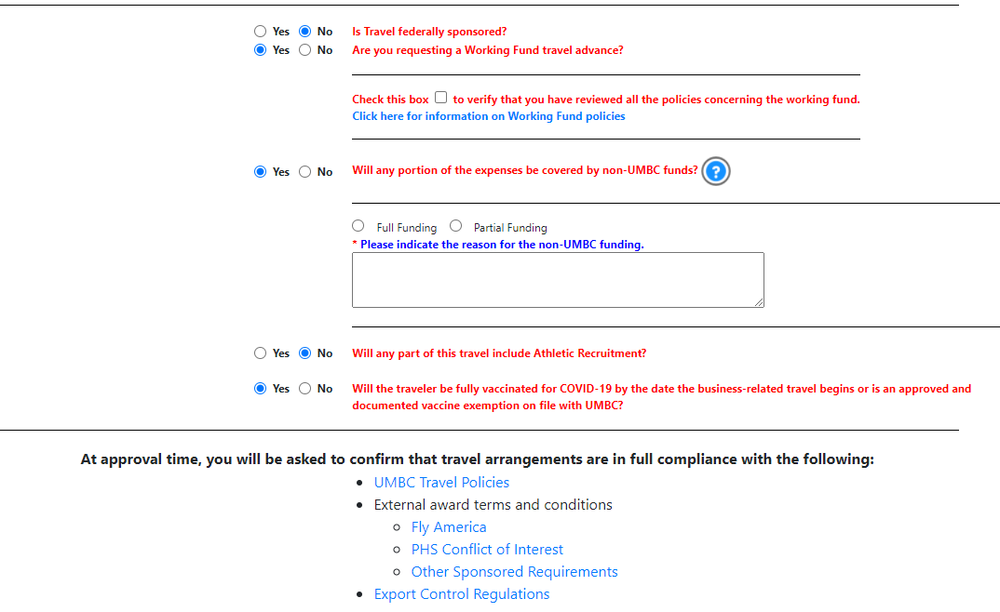 Yes No Is Travel federally sponsored?
Yes No Are you requesting a Working Fund travel advance?
Check this box to verify that you have reviewed all the policies concerning the working fund.
Click here for information on Working Fund policies
Yes No Will any portion of the expenses be covered by non-UMBC funds? ?
Full Funding Partial Funding
* Please indicate the reason for the non-UMBC funding.
Yes No Will any part of this travel include Athletic Recruitment?
Yes No Will the traveler be fully vaccinated for COVID-19 by the date the business-related travel begins or is an approved and
documented vaccine exemption on file with UMBC?
At approval time, you will be asked to confirm that travel arrangements are in full compliance with the following:
UMBC Travel Policies
External award terms and conditions
Fly America
PHS Conflict of Interest
Other Sponsored Requirements
Export Control Regulations